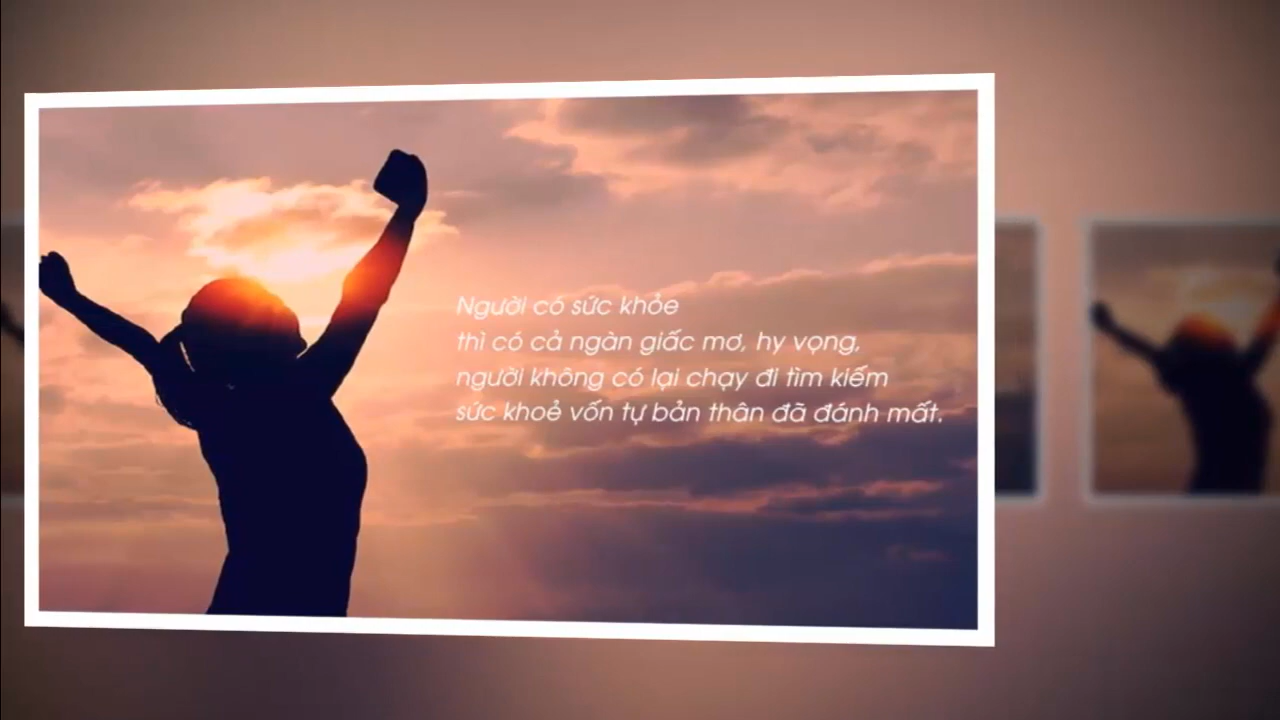 Người có sức khỏe
thì có cả ngàn giấc mơ, hy vọng,
người không có lại chạy đi tìm kiếm
sức khoẻ vốn tự bản thân đã đánh mất.